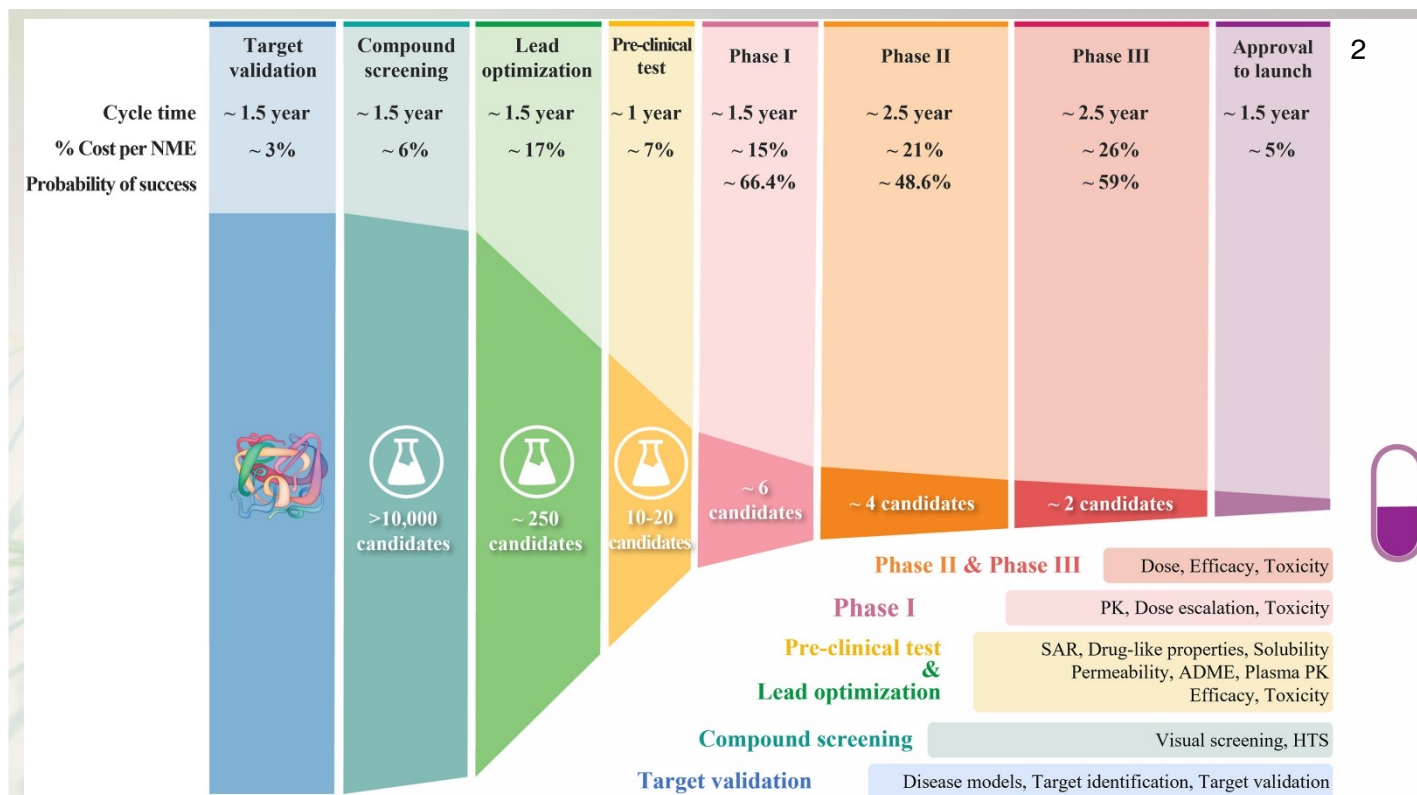 Target
validation
Compound
screening
Lead
optimization
Pre-clinical
test
Phase I
Phase II
Phase III
Approval
to launch
2
Cycle time
~ 1.5 year
~ 1.5 year
~ 1.5 year
~ 1 year
~ 1.5 year
~ 2.5 year
~ 2.5 year
~ 1.5 year
% Cost per NME
~ 3%
~ 6%
~ 17%
~ 7%
~ 15%
~ 21%
~ 26%
~ 5%
Probability of success
~ 66.4%
~ 48.6%
~ 59%
>10,000
candidates
~ 250
candidates
10-20
candidates
~ 6
candidates
~ 4 candidates
~ 2 candidates
Phase II & Phase III
Dose, Efficacy, Toxicity
Phase I
PK, Dose escalation, Toxicity
Pre-clinical test
&
Lead optimization
SAR, Drug-like properties, Solubility
Permeability, ADME, Plasma PK
Efficacy, Toxicity
Compound screening
Visual screening, HTS
Target validation
Disease models, Target identification, Target validation